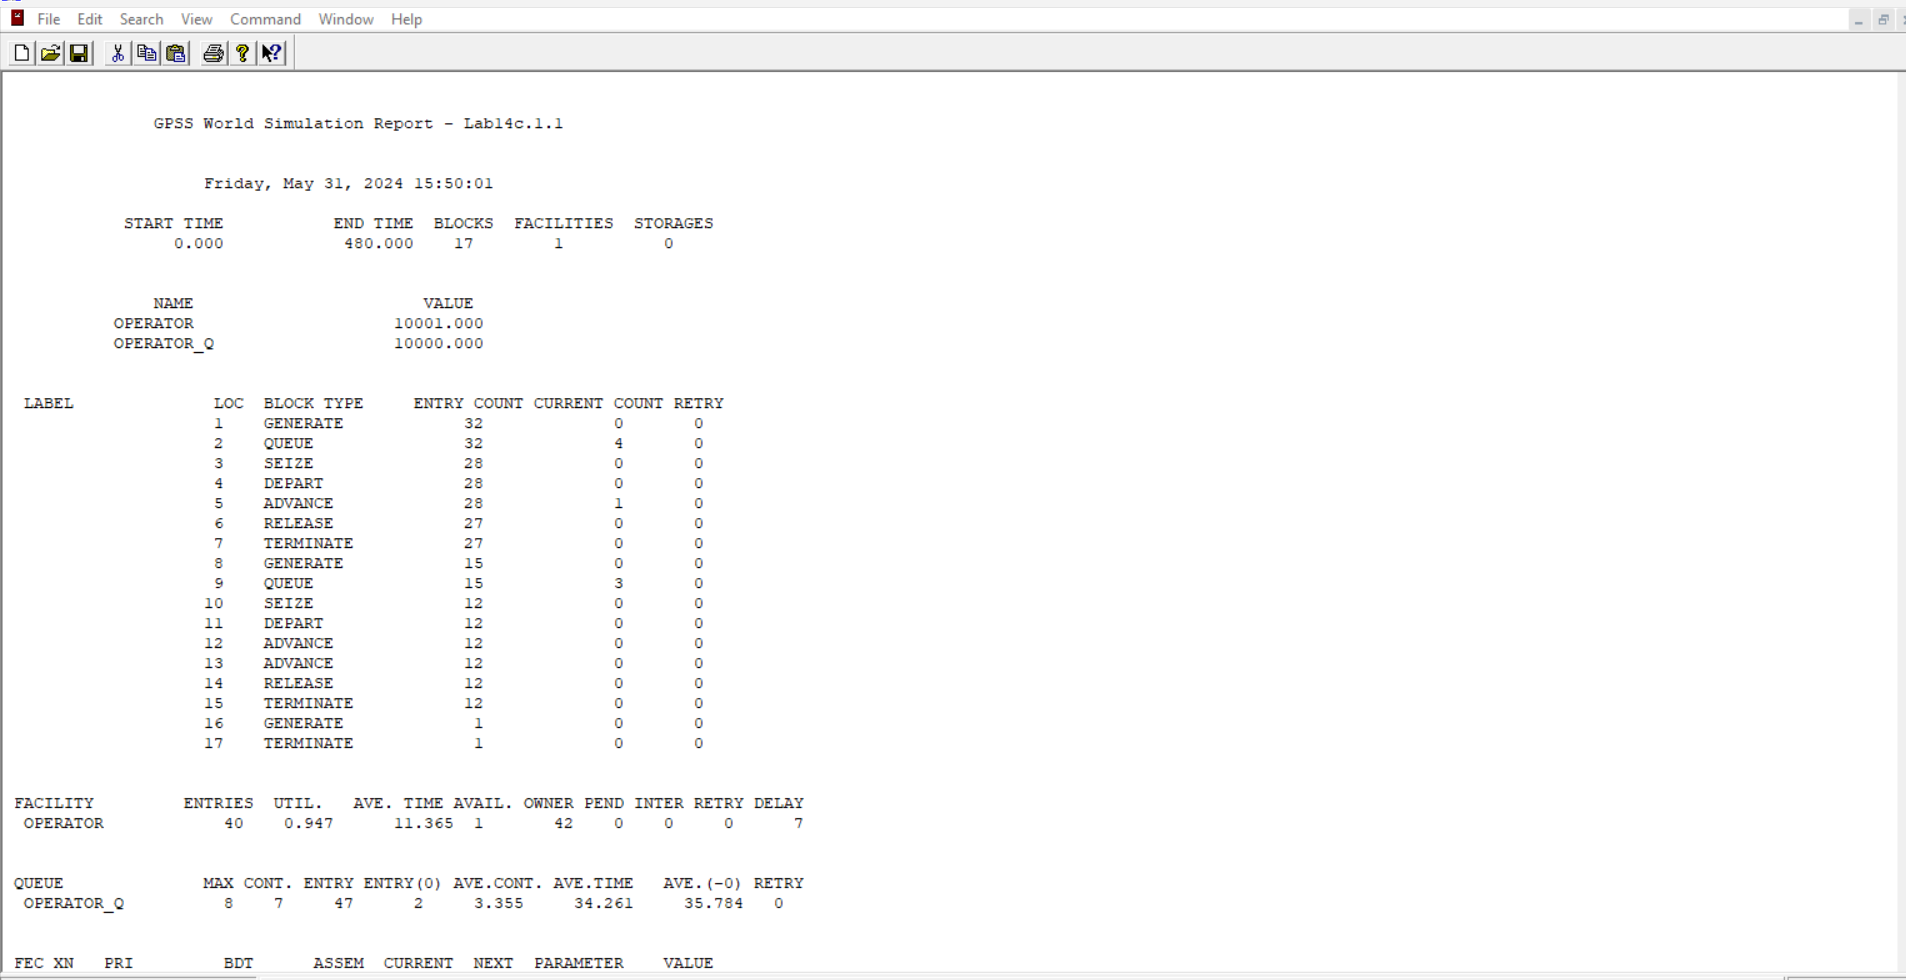 File Edit Search View Command Window Help
GPSS World Simulation Report - Lab14c.1.1
Friday, May 31, 2024 15:50:01
START TIME END TIME BLOCKS FACILITIES STORAGES
0.000 480.000 17 1 0
NAME VALUE
OPERATOR 10001.000
OPERATOR_Q 10000.000
LABEL LOC BLOCK TYPE ENTRY COUNT CURRENT COUNT RETRY
1 GENERATE 32 0 0
2 QUEUE 32 4 0
3 SEIZE 28 0 0
4 DEPART 28 0 0
5 ADVANCE 28 1 0
6 RELEASE 27 0 0
7 TERMINATE 27 0 0
8 GENERATE 15 0 0
9 QUEUE 15 3 0
10 SEIZE 12 0 0
11 DEPART 12 0 0
12 ADVANCE 12 0 0
13 ADVANCE 12 0 0
14 RELEASE 12 0 0
15 TERMINATE 12 0 0
16 GENERATE 1 0 0
17 TERMINATE 1 0 0
FACILITY ENTRIES UTIL. AVE. TIME AVAIL. OWNER PEND INTER RETRY DELAY
OPERATOR 40 0.947 11.365 1 42 0 0 0 7
QUEUE MAX CONT. ENTRY ENTRY(0) AVE.CONT. AVE.TIME AVE.(-0) RETRY
OPERATOR_Q 8 7 47 2 3.355 34.261 35.784 0
FEC XN PRI BDT ASSEM CURRENT NEXT PARAMETER VALUE